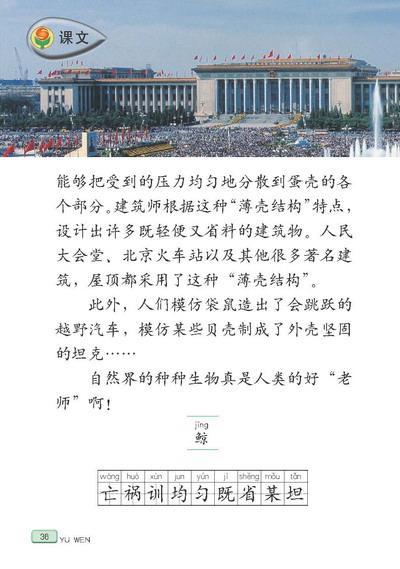 课文
能够把受到的压力均匀地分散到蛋壳的各
个部分。建筑师根据这种“薄壳结构”特点，
设计出许多既轻便又省料的建筑物。人民
大会堂、北京火车站以及其他很多著名建
筑，屋顶都采用了这种“薄壳结构”。
此外，人们模仿袋鼠造出了会跳跃的
越野汽车，模仿某些贝壳制成了外壳坚固
的坦克……
自然界的种种生物真是人类的好“老
师”啊！
jīng
鲸
wáng huò xùn jun yún jì shěng mǒu tǎn
亡祸训均匀既省某坦
36 YU WEN